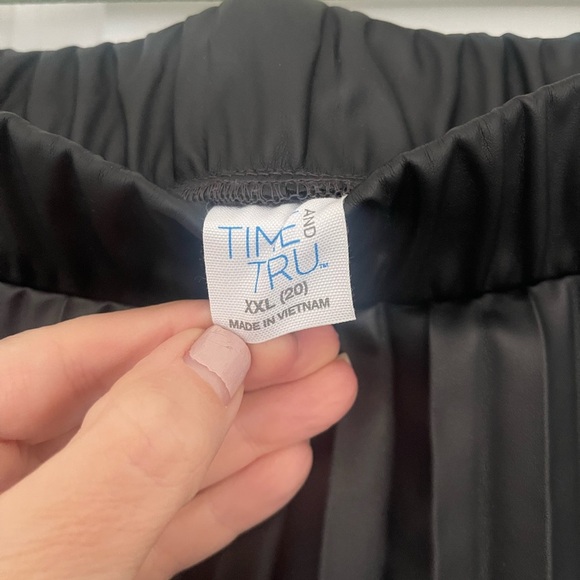 TIME AND
TRU™
XXL (20)
MADE IN VIETNAM